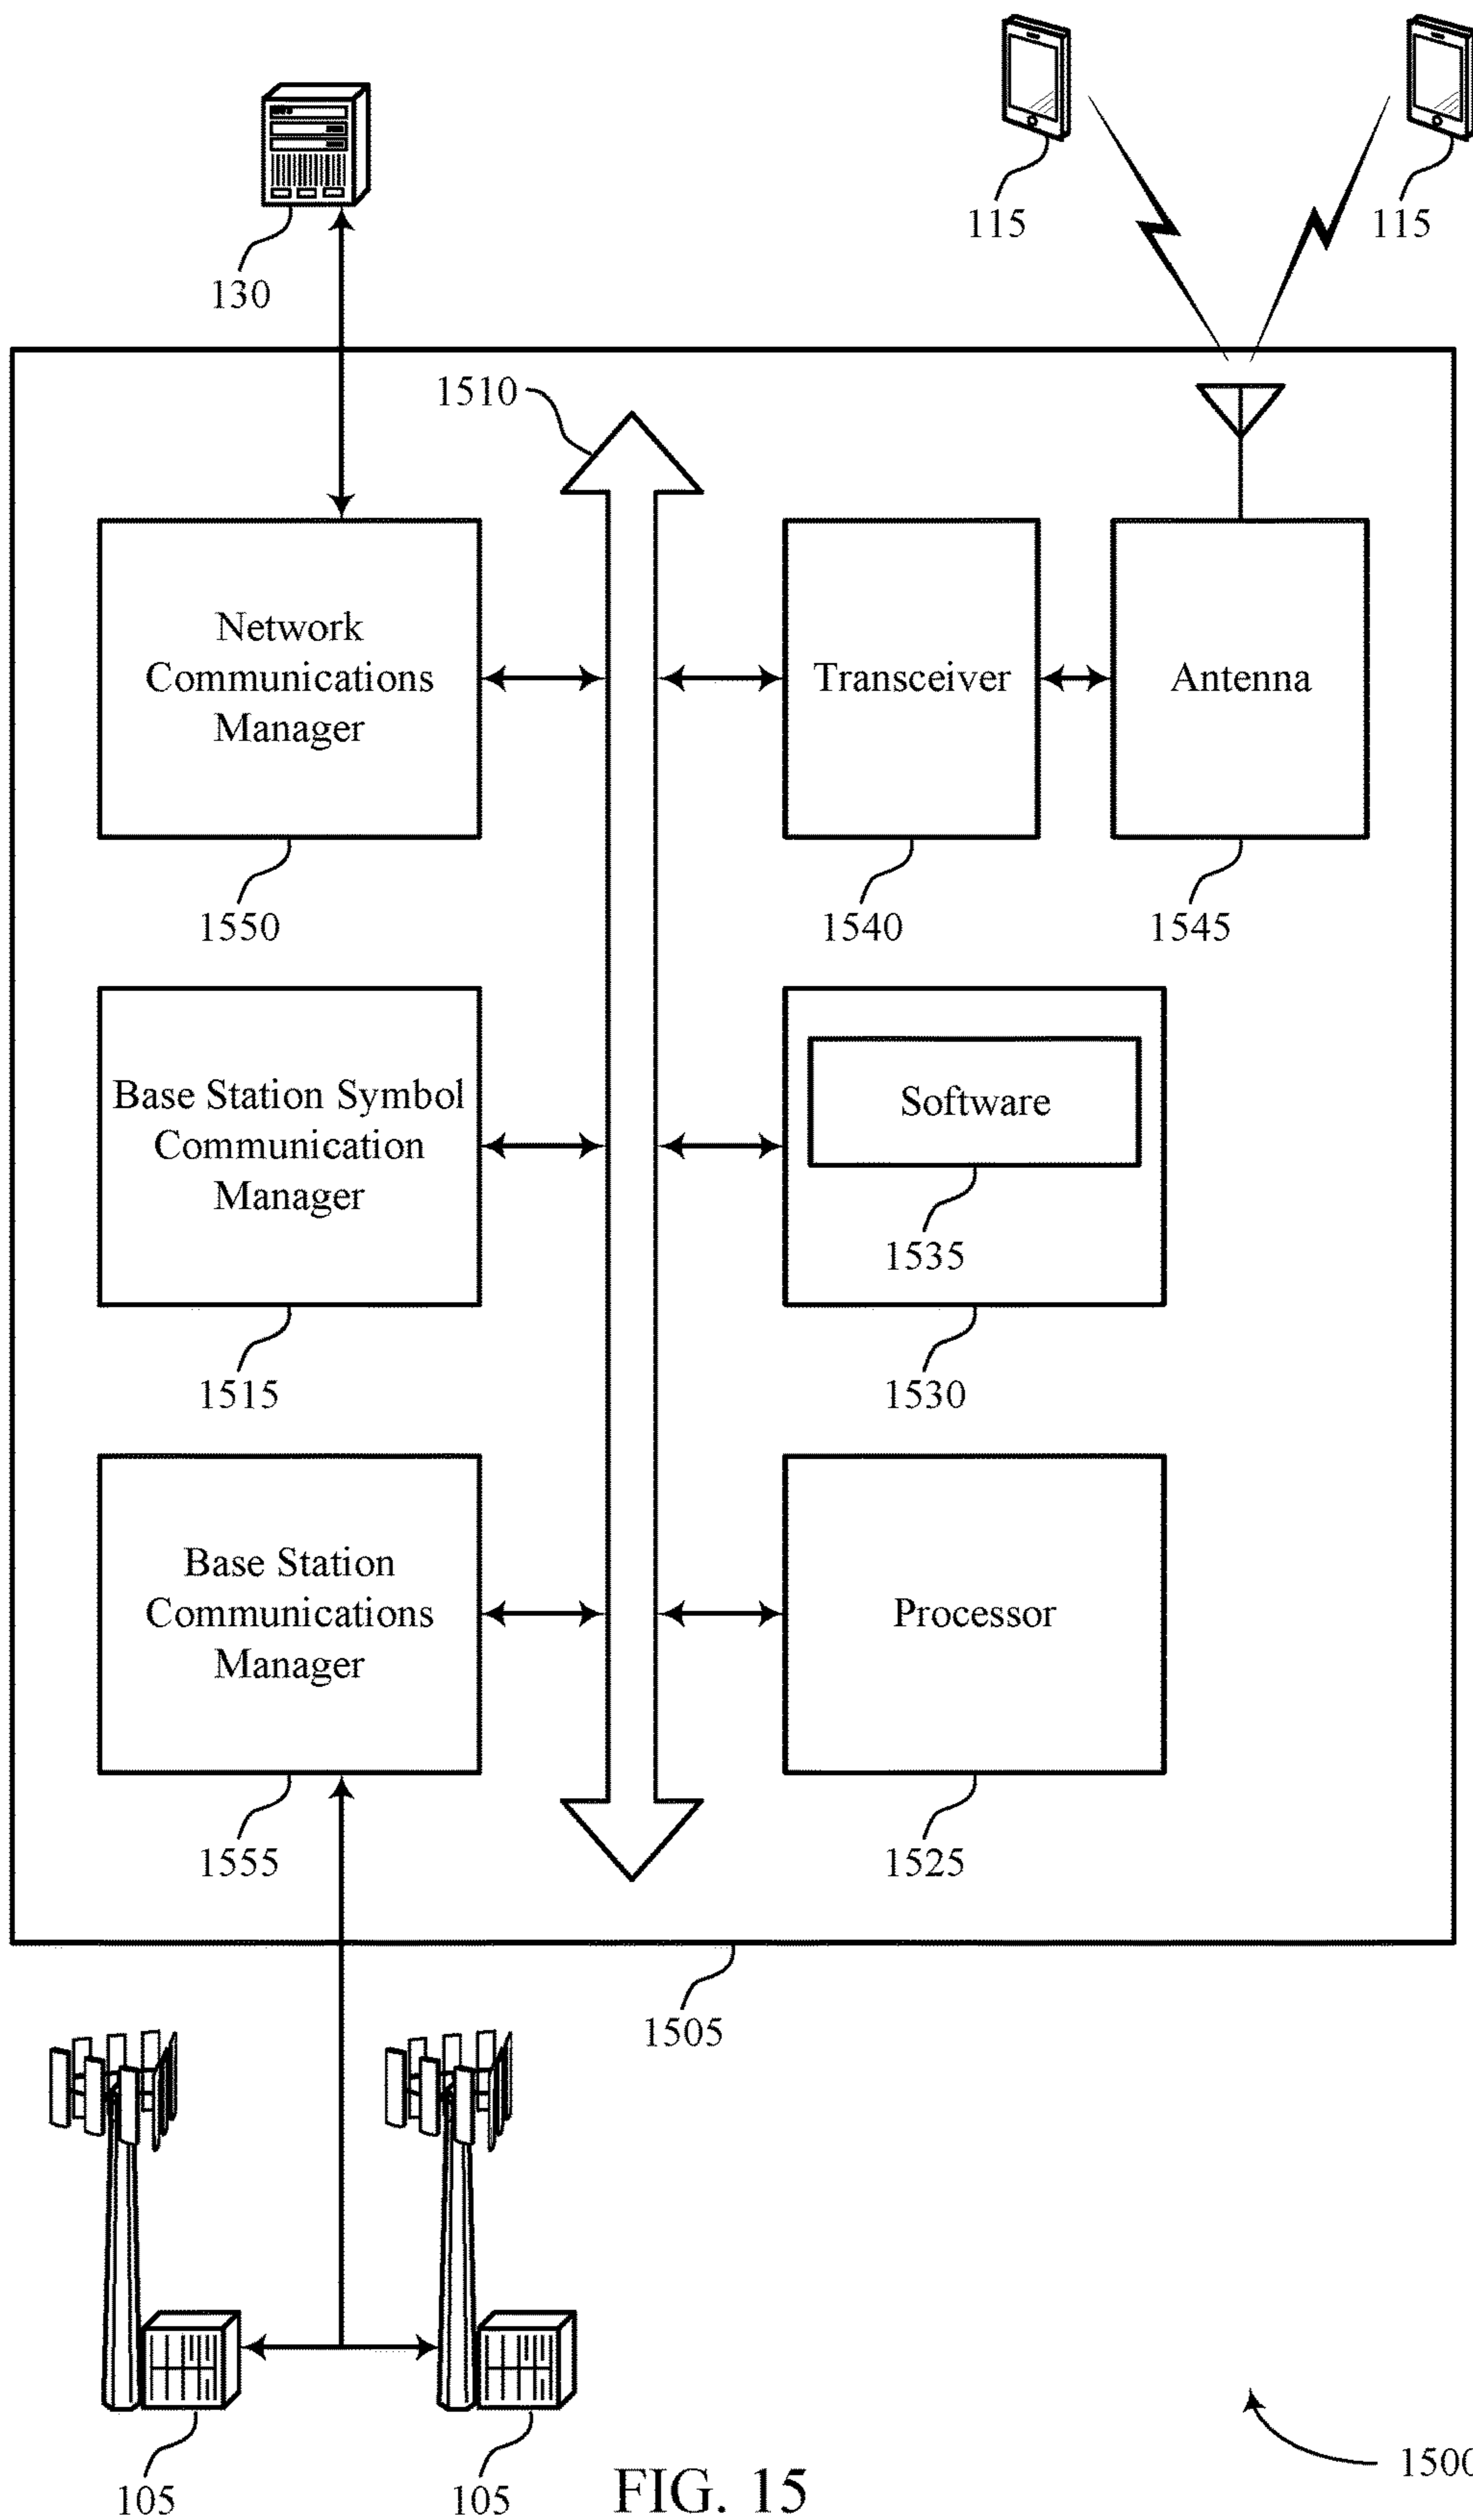 115
115
130
1510
Network
Communications
Manager
Transceiver
Antenna
1550
1540
1545
Base Station Symbol
Communication
Manager
Software
1535
1515
1530
Base Station
Communications
Manager
Processor
1555
1525
1505
105
105
FIG. 15
1500